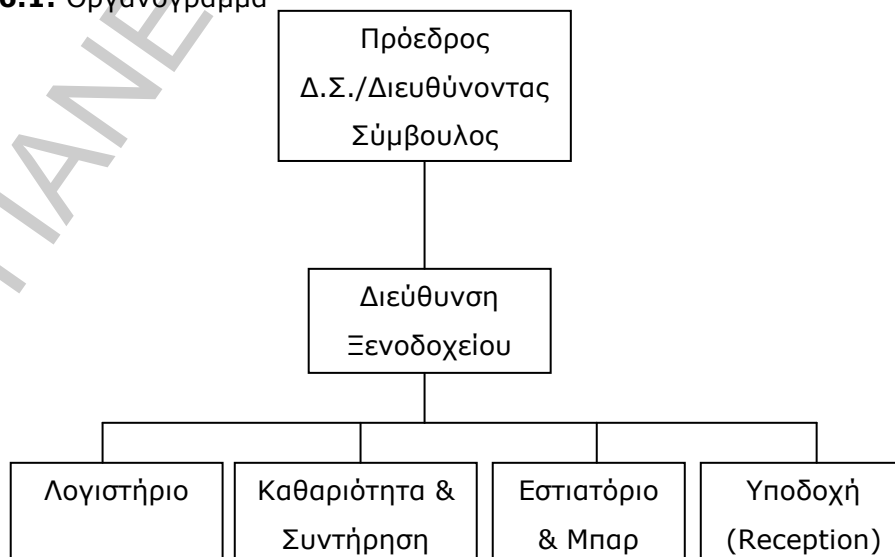 Οργανόγραμμα
Πρόεδρος
Δ.Σ./Διευθύνοντας
Σύμβουλος
Διεύθυνση
Ξενοδοχείου
Λογιστήριο
Καθαριότητα &
Συντήρηση
Εστιατόριο
& Μπαρ
Υποδοχή
(Reception)